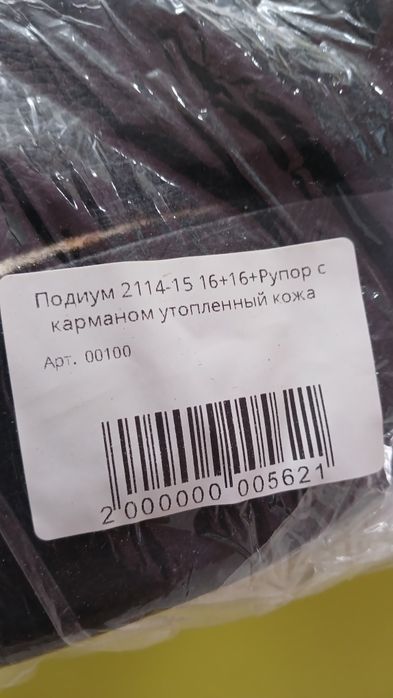 Подиум 2114-15 16+16+Рупор с
карманом утопленный кожа
Арт. 00100
2 000000 005621